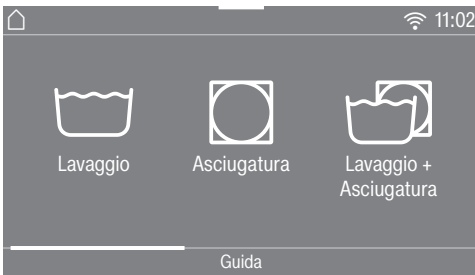 11:02
Lavaggio
Asciugatura
Lavaggio +
Asciugatura
Guida